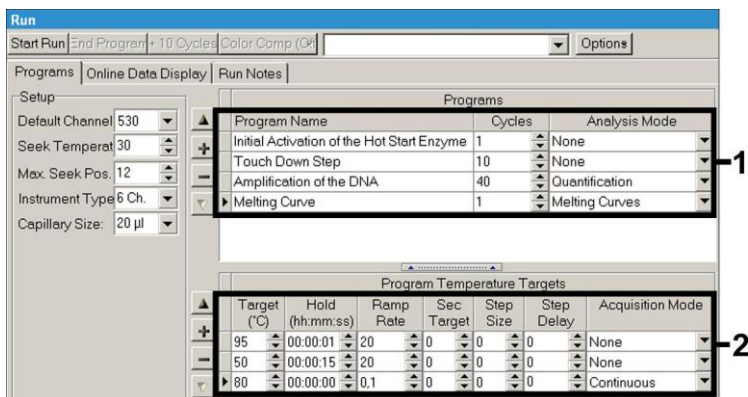 Run
Start Run End Program + 10 Cycles Color Comp (Off Options
Programs Online Data Display Run Notes
Setup
Default Channel 530
Seek Temperat 30
Max. Seek Pos. 12
Instrument Type 6 Ch.
Capillary Size: 20 µl
Programs
Program Name Cycles Analysis Mode
Initial Activation of the Hot Start Enzyme 1 None
Touch Down Step 10 None
Amplification of the DNA 40 Quantification
Melting Curve 1 Melting Curves
1
Program Temperature Targets
Target (°C) Hold (hh:mm:ss) Ramp Rate Sec Target Step Size Step Delay Acquisition Mode
95 00:00:01 20 0 0 0 None
50 00:00:15 20 0 0 0 None
80 00:00:00 0,1 0 0 0 Continuous
2